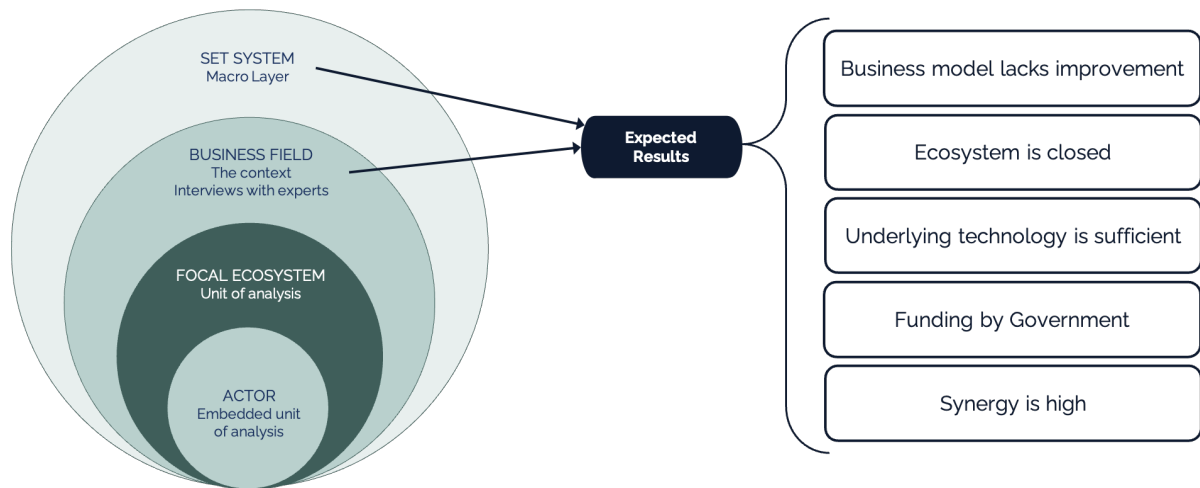 SET SYSTEM
Macro Layer
BUSINESS FIELD
The context
Interviews with experts
FOCAL ECOSYSTEM
Unit of analysis
ACTOR
Embedded unit
of analysis
Expected
Results
Business model lacks improvement
Ecosystem is closed
Underlying technology is sufficient
Funding by Government
Synergy is high